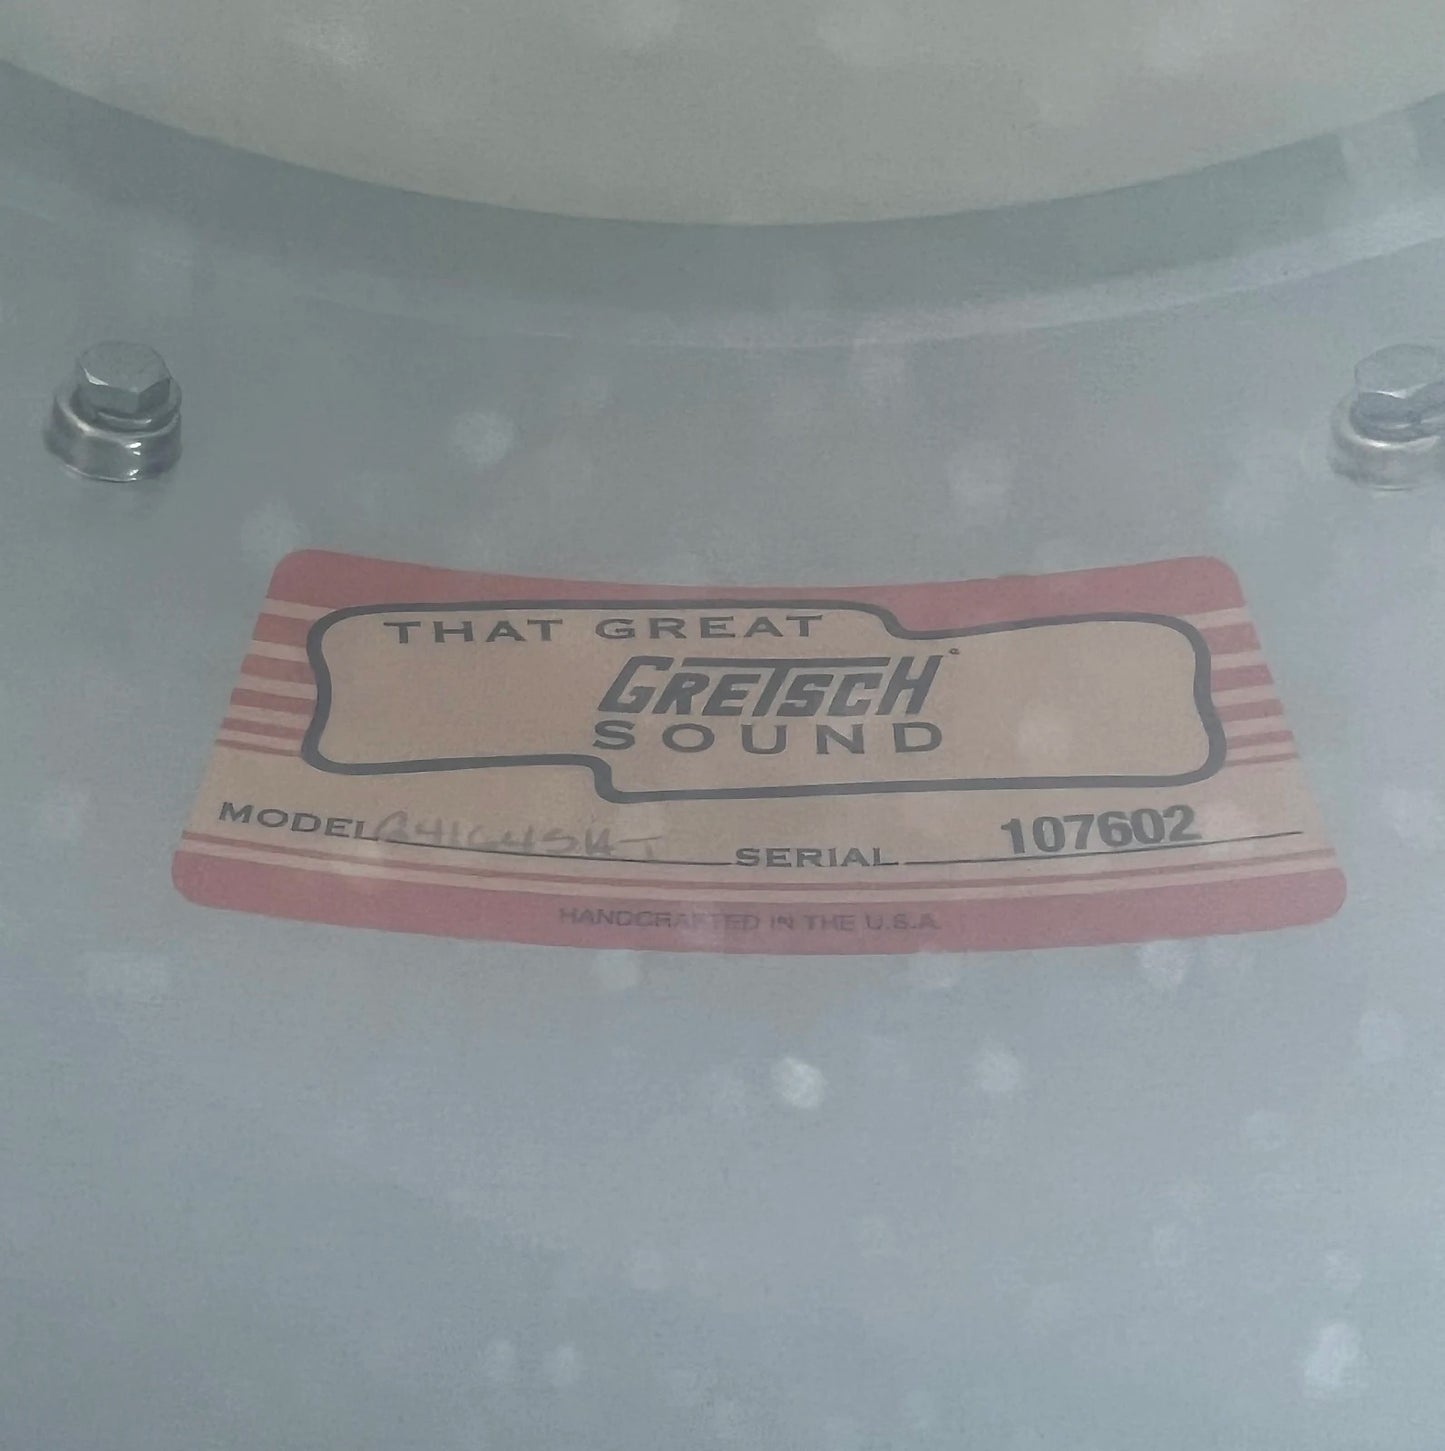 THAT GREAT
GRETSCH
SOUND
MODEL SERIAL 107602
HANDCRAFTED IN THE U.S.A.